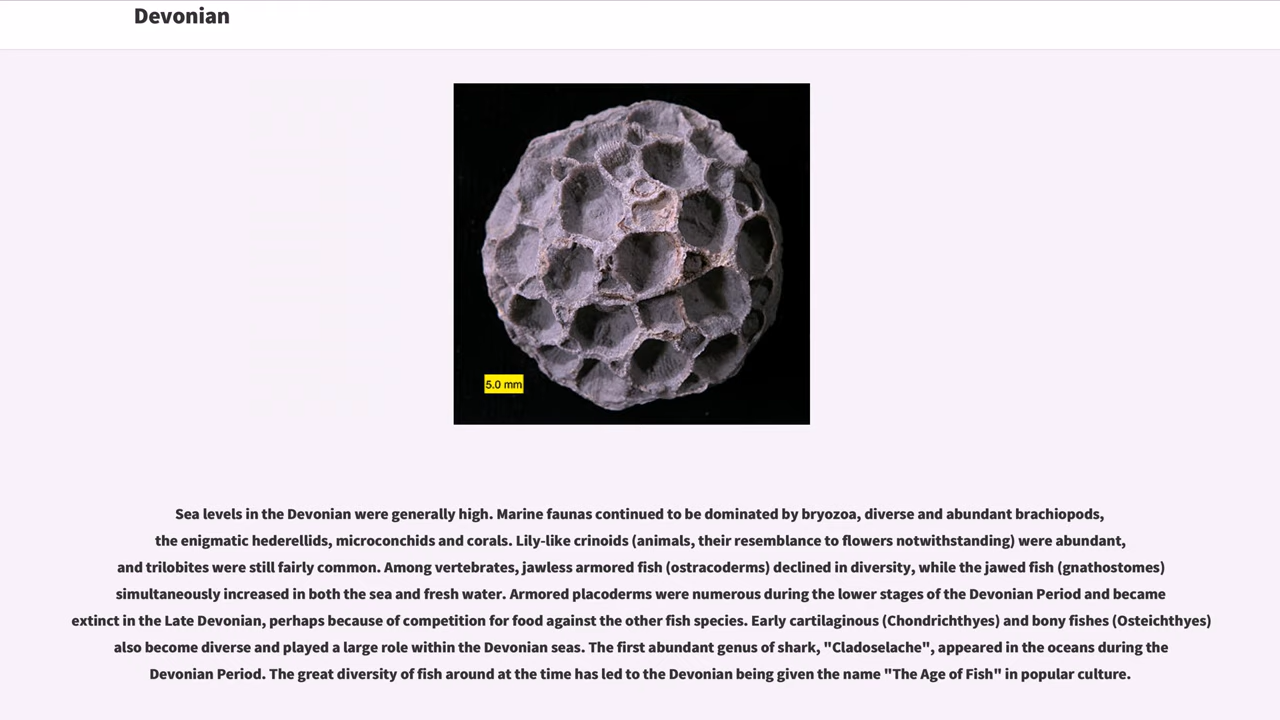 Devonian
5.0 mm
Sea levels in the Devonian were generally high. Marine faunas continued to be dominated by bryozoa, diverse and abundant brachiopods,
the enigmatic hederellids, microconchids and corals. Lily-like crinoids (animals, their resemblance to flowers notwithstanding) were abundant,
and trilobites were still fairly common. Among vertebrates, jawless armored fish (ostracoderms) declined in diversity, while the jawed fish (gnathostomes)
simultaneously increased in both the sea and fresh water. Armored placoderms were numerous during the lower stages of the Devonian Period and became
extinct in the Late Devonian, perhaps because of competition for food against the other fish species. Early cartilaginous (Chondrichthyes) and bony fishes (Osteichthyes)
also become diverse and played a large role within the Devonian seas. The first abundant genus of shark, "Cladoselache", appeared in the oceans during the
Devonian Period. The great diversity of fish around at the time has led to the Devonian being given the name "The Age of Fish" in popular culture.